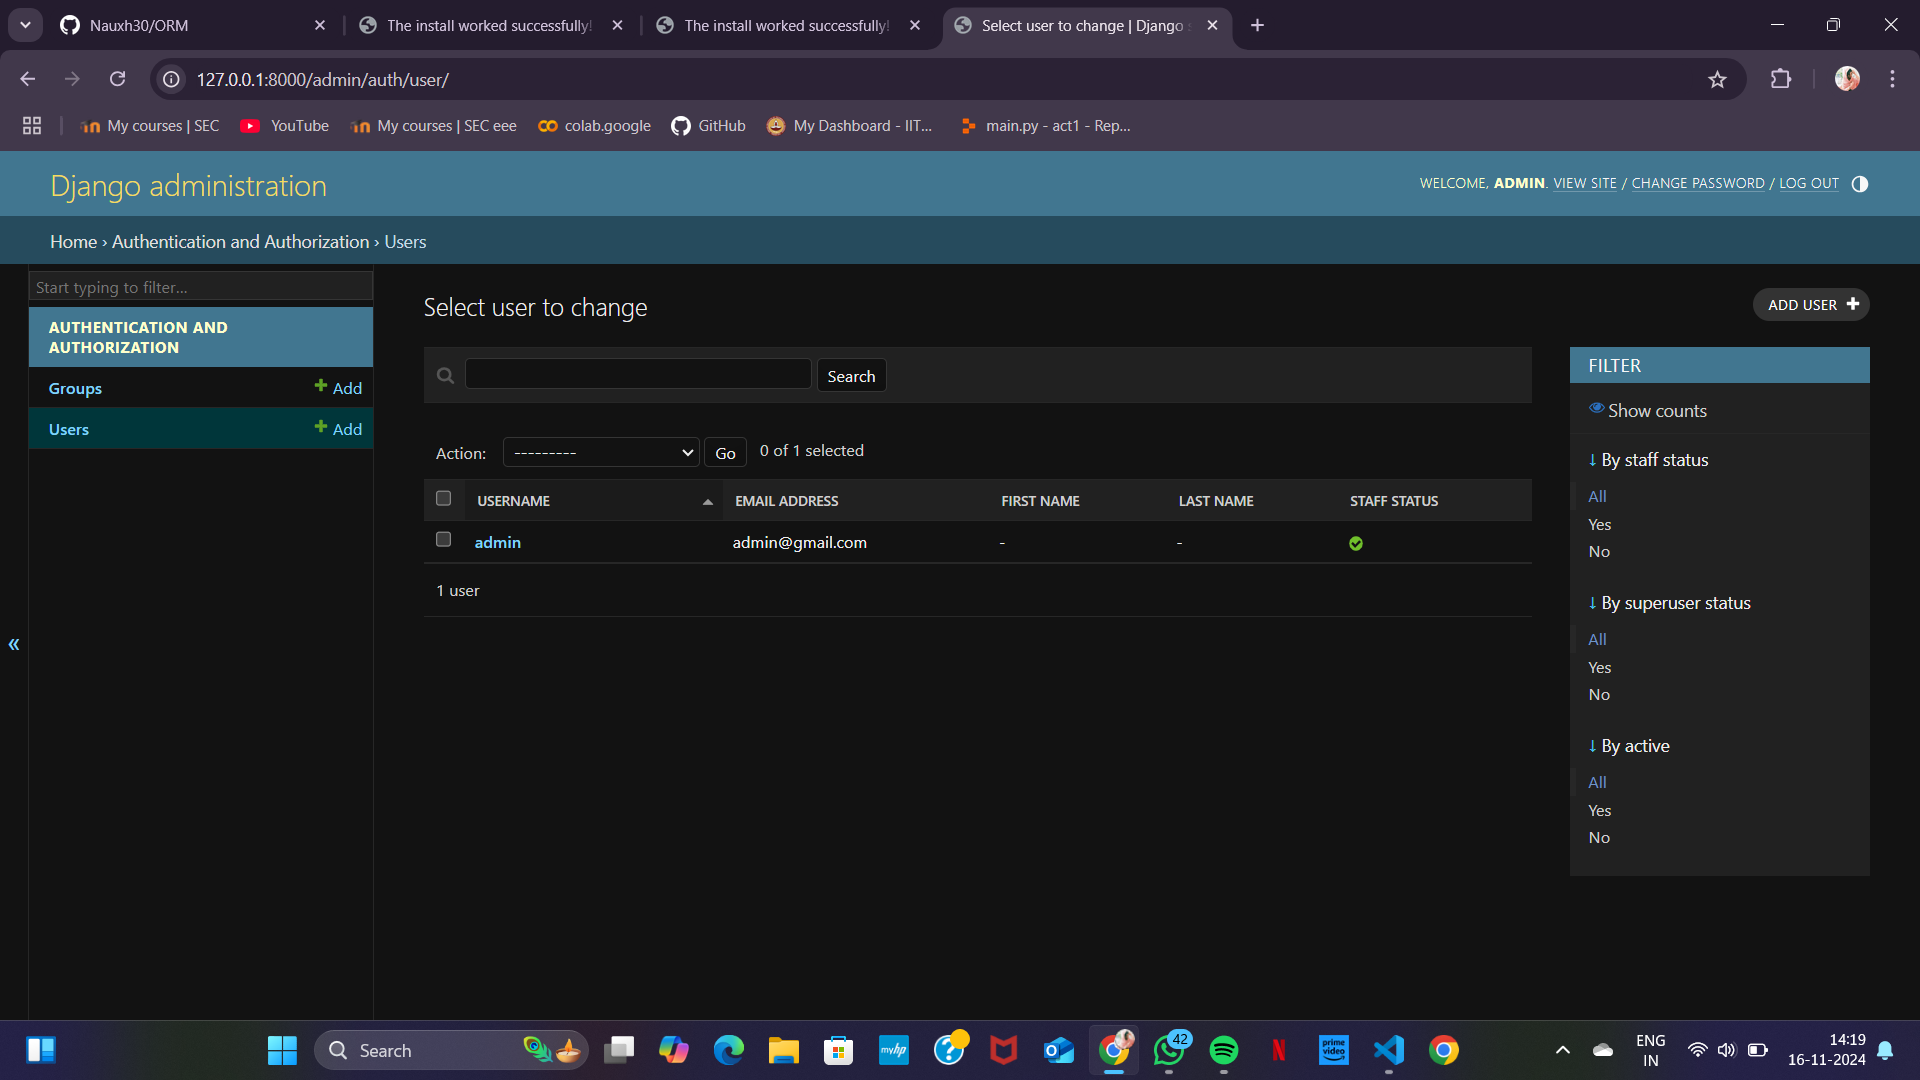 Nauxh30/ORM
The install worked successfully!
The install worked successfully!
Select user to change | Django
127.0.0.1:8000/admin/auth/user/
My courses | SEC
YouTube
My courses | SEC eee
colab.google
GitHub
My Dashboard - IIT...
main.py - act1 - Rep...
Django administration
WELCOME, ADMIN. VIEW SITE / CHANGE PASSWORD / LOG OUT
Home › Authentication and Authorization › Users
Start typing to filter...
AUTHENTICATION AND
AUTHORIZATION
Groups
+ Add
Users
+ Add
Select user to change
ADD USER +
Search
Action:
---------
Go
0 of 1 selected
USERNAME
EMAIL ADDRESS
FIRST NAME
LAST NAME
STAFF STATUS
admin
admin@gmail.com
-
-
1 user
«
FILTER
Show counts
↓ By staff status
All
Yes
No
↓ By superuser status
All
Yes
No
↓ By active
All
Yes
No
Search
myhp
prime
video
42
ENG
IN
14:19
16-11-2024